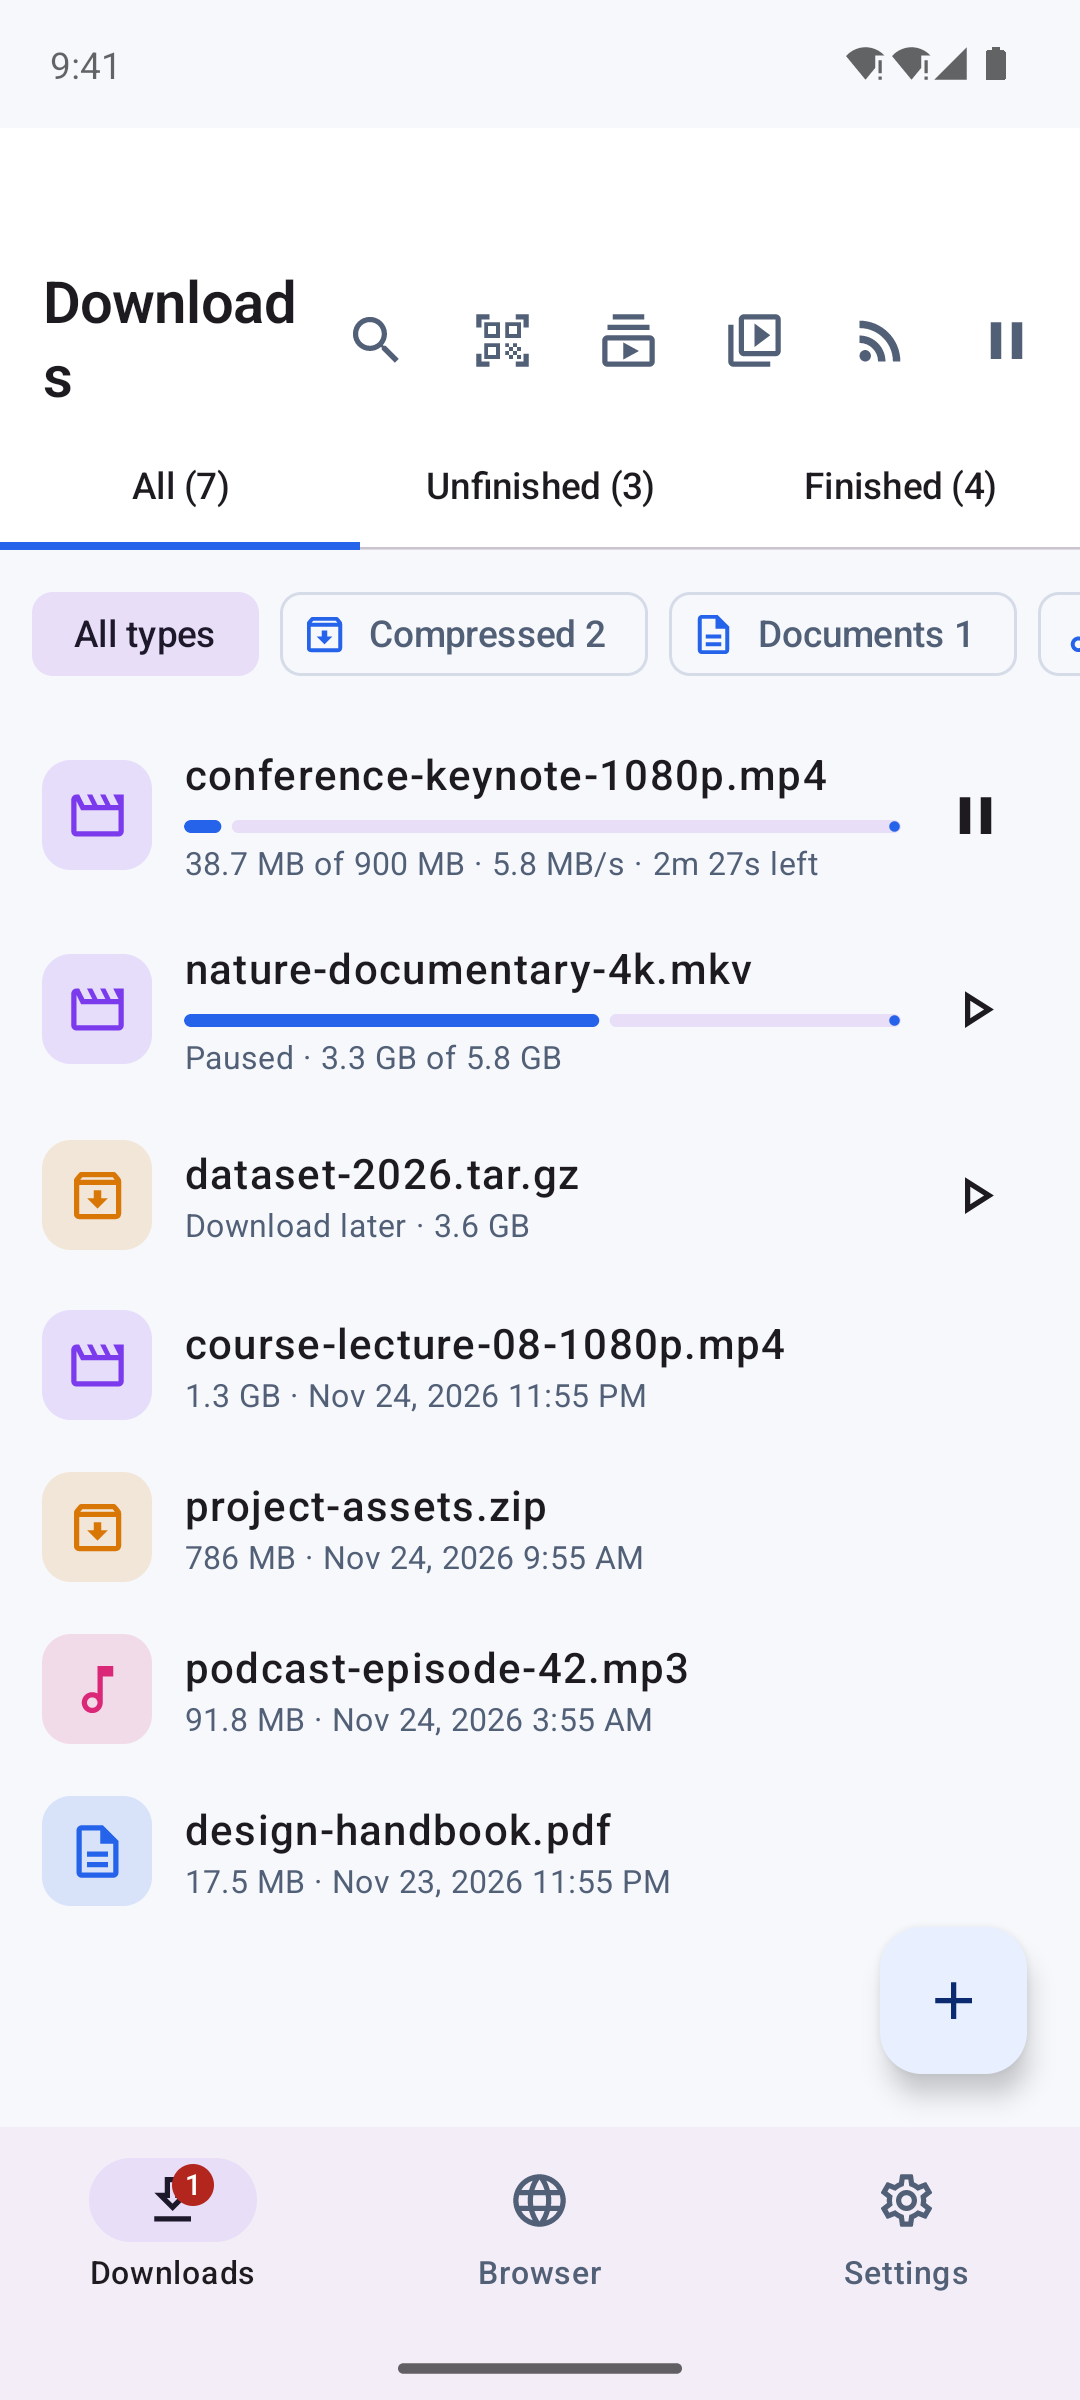 9:41
Download
s
All (7)
Unfinished (3)
Finished (4)
All types
Compressed 2
Documents 1
conference-keynote-1080p.mp4
38.7 MB of 900 MB · 5.8 MB/s · 2m 27s left
nature-documentary-4k.mkv
Paused · 3.3 GB of 5.8 GB
dataset-2026.tar.gz
Download later · 3.6 GB
course-lecture-08-1080p.mp4
1.3 GB · Nov 24, 2026 11:55 PM
project-assets.zip
786 MB · Nov 24, 2026 9:55 AM
podcast-episode-42.mp3
91.8 MB · Nov 24, 2026 3:55 AM
design-handbook.pdf
17.5 MB · Nov 23, 2026 11:55 PM
1
Downloads
Browser
Settings